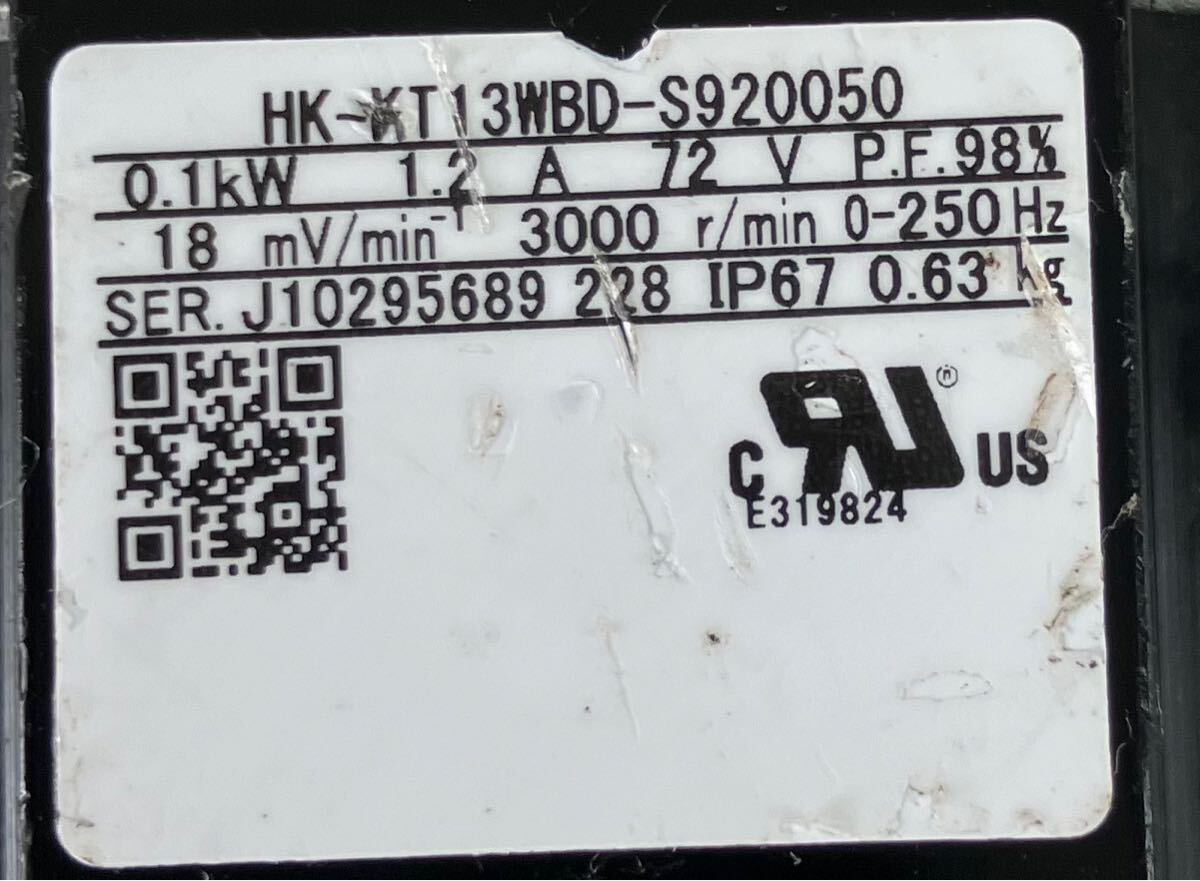 HK-KT13WBD-S920050
0.1kW 1.2 A 72 V P.F.98%
18 mV/min⁻¹ 3000 r/min 0-250Hz
SER. J10295689 228 IP67 0.63 kg
c RU ® US
E319824